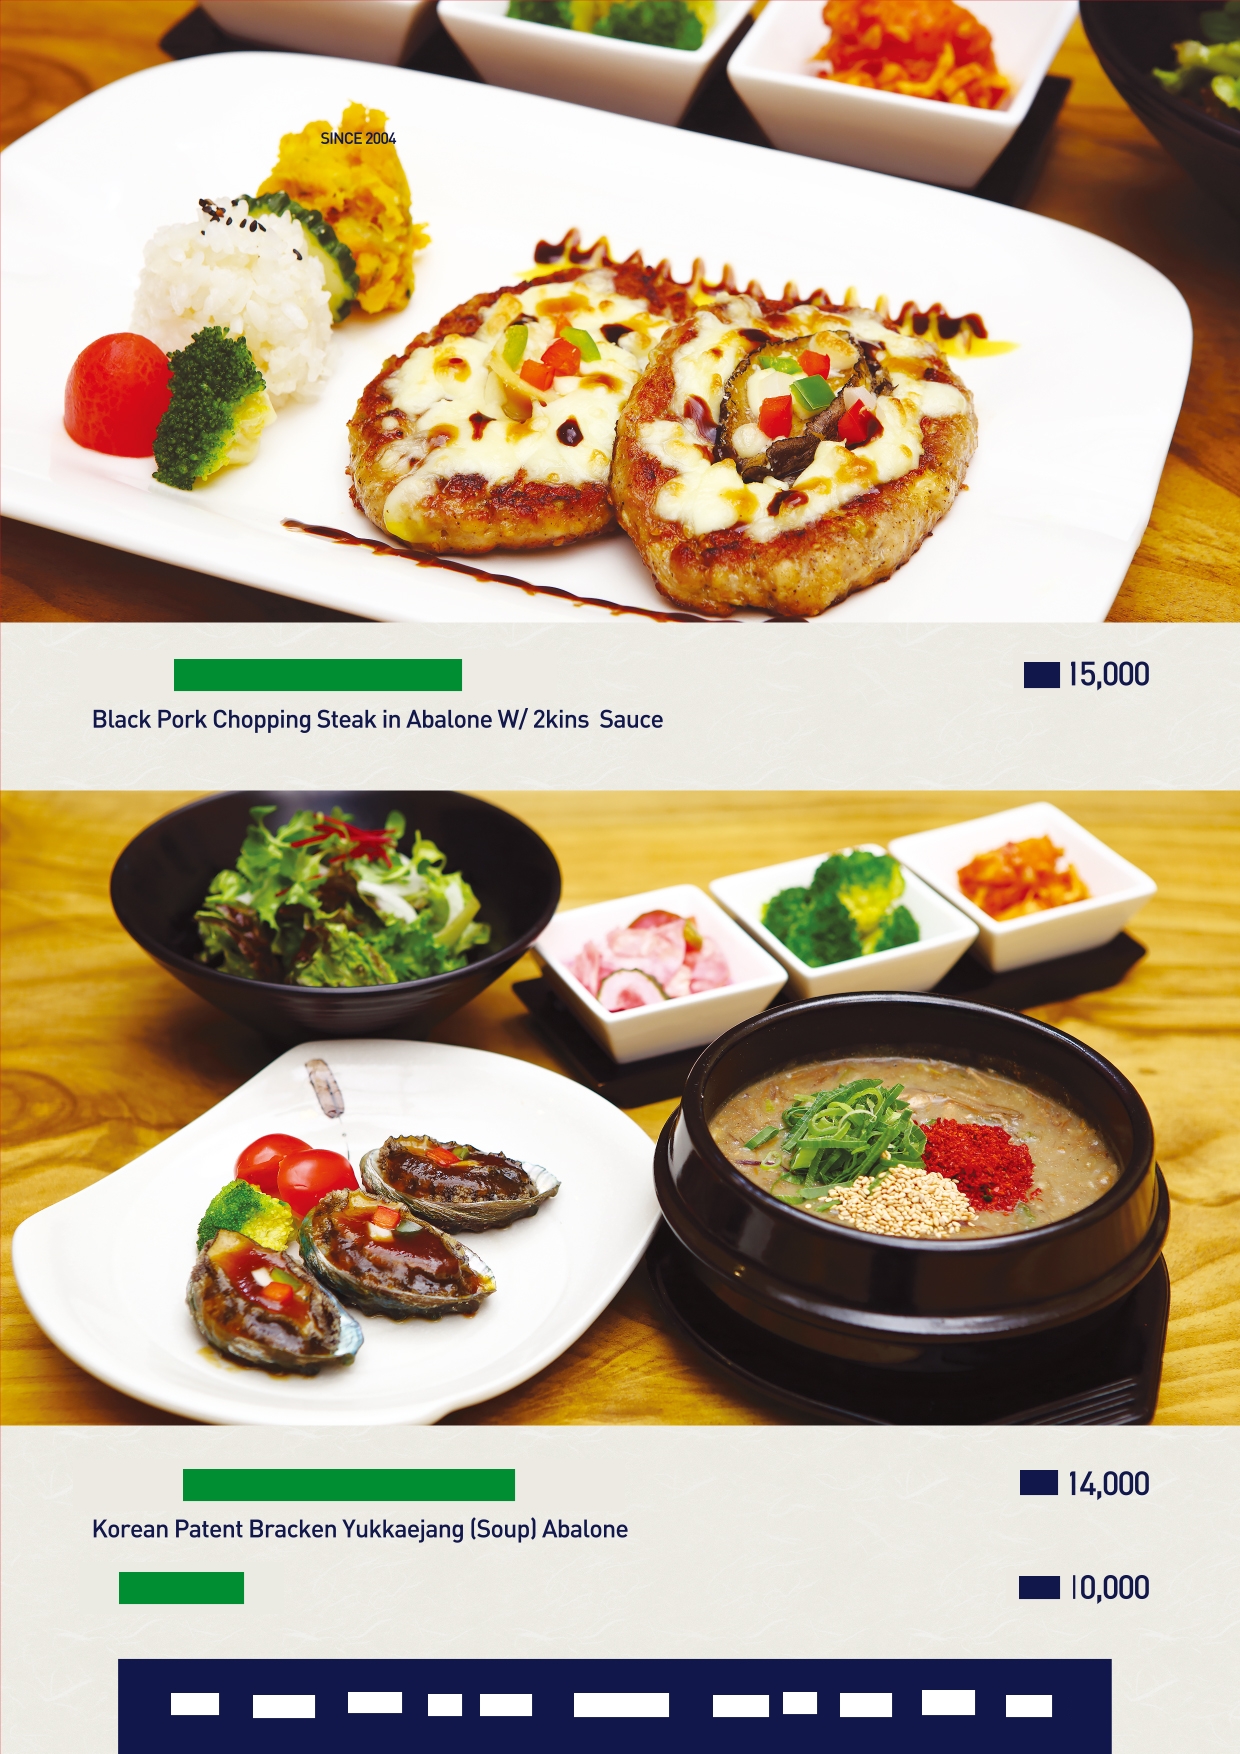 SINCE 2004
15,000
Black Pork Chopping Steak in Abalone W/ 2kins Sauce
14,000
Korean Patent Bracken Yukkaejang (Soup) Abalone
10,000